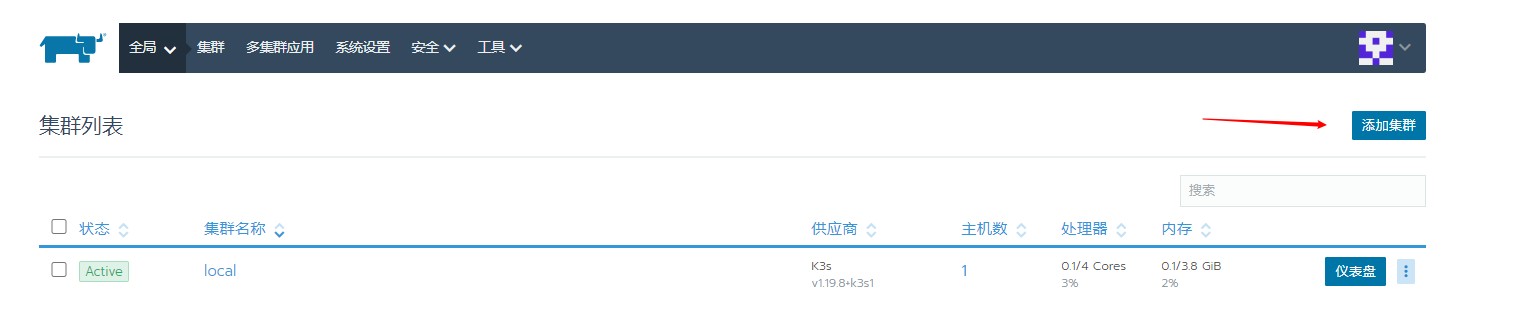 全局 集群 多集群应用 系统设置 安全 工具
集群列表 添加集群
搜索
状态 集群名称 供应商 主机数 处理器 内存
Active local K3s 1 0.1/4 Cores 0.1/3.8 GiB 仪表盘
v1.19.8+k3s1 3% 2%